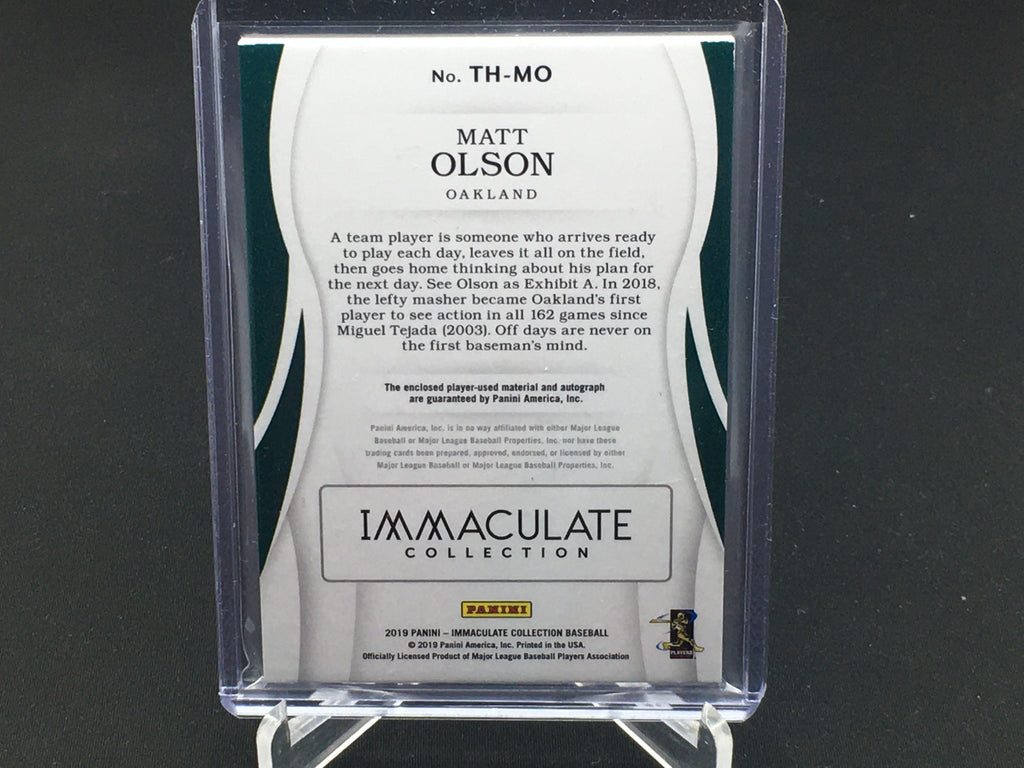 No. TH-MO
MATT
OLSON
OAKLAND
A team player is someone who arrives ready
to play each day, leaves it all on the field,
then goes home thinking about his plan for
the next day. See Olson as Exhibit A. In 2018,
the lefty masher became Oakland's first
player to see action in all 162 games since
Miguel Tejada (2003). Off days are never on
the first baseman's mind.
The enclosed player-used material and autograph
are guaranteed by Panini America, Inc.
Panini America, Inc. is in no way affiliated with either Major League
Baseball or Major League Baseball Properties, Inc. nor have these
trading cards been prepared, approved, endorsed, or licensed by either
Major League Baseball or Major League Baseball Properties, Inc.
IMMACULATE
COLLECTION
PANINI
2019 PANINI – IMMACULATE COLLECTION BASEBALL
© 2019 Panini America, Inc. Printed in the USA.
Officially Licensed Product of Major League Baseball Players Association
PLAYERS